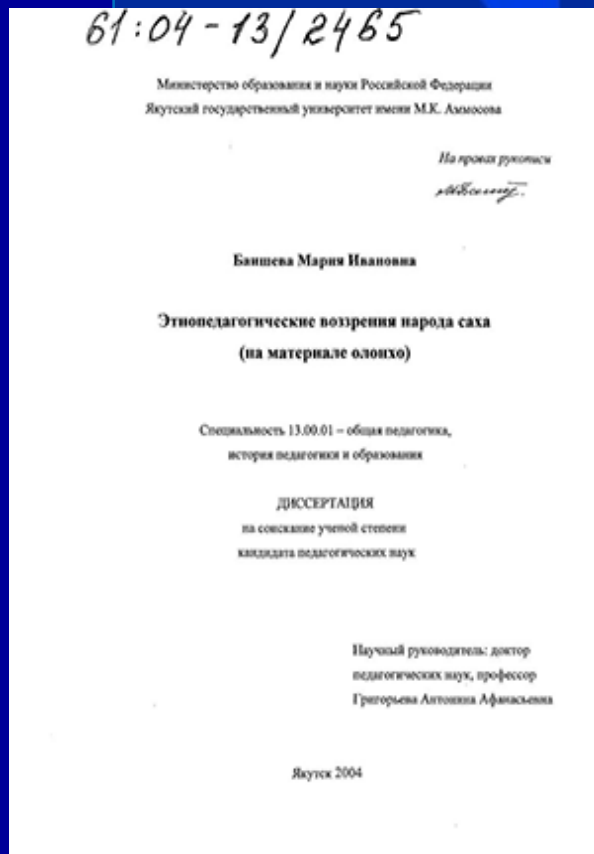 61:04-13/2465
Министерство образования и науки Российской Федерации
Якутский государственный университет имени М.К. Аммосова
На правах рукописи
Баишева Мария Ивановна
Этнопедагогические воззрения народа саха
(на материале олонхо)
Специальность 13.00.01 – общая педагогика,
история педагогики и образования
ДИССЕРТАЦИЯ
на соискание ученой степени
кандидата педагогических наук
Научный руководитель: доктор
педагогических наук, профессор
Григорьева Антонина Афанасьевна
Якутск 2004